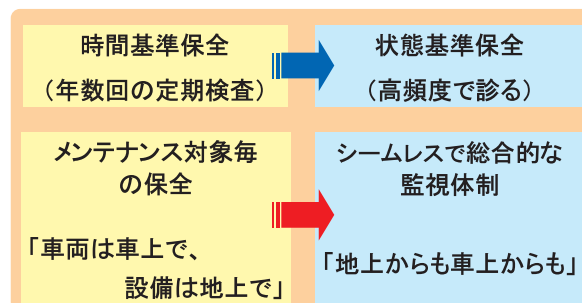 時間基準保全
(年数回の定期検査)
状態基準保全
(高頻度で診る)
メンテナンス対象毎
の保全
「車両は車上で、
設備は地上で」
シームレスで総合的な
監視体制
「地上からも車上からも」